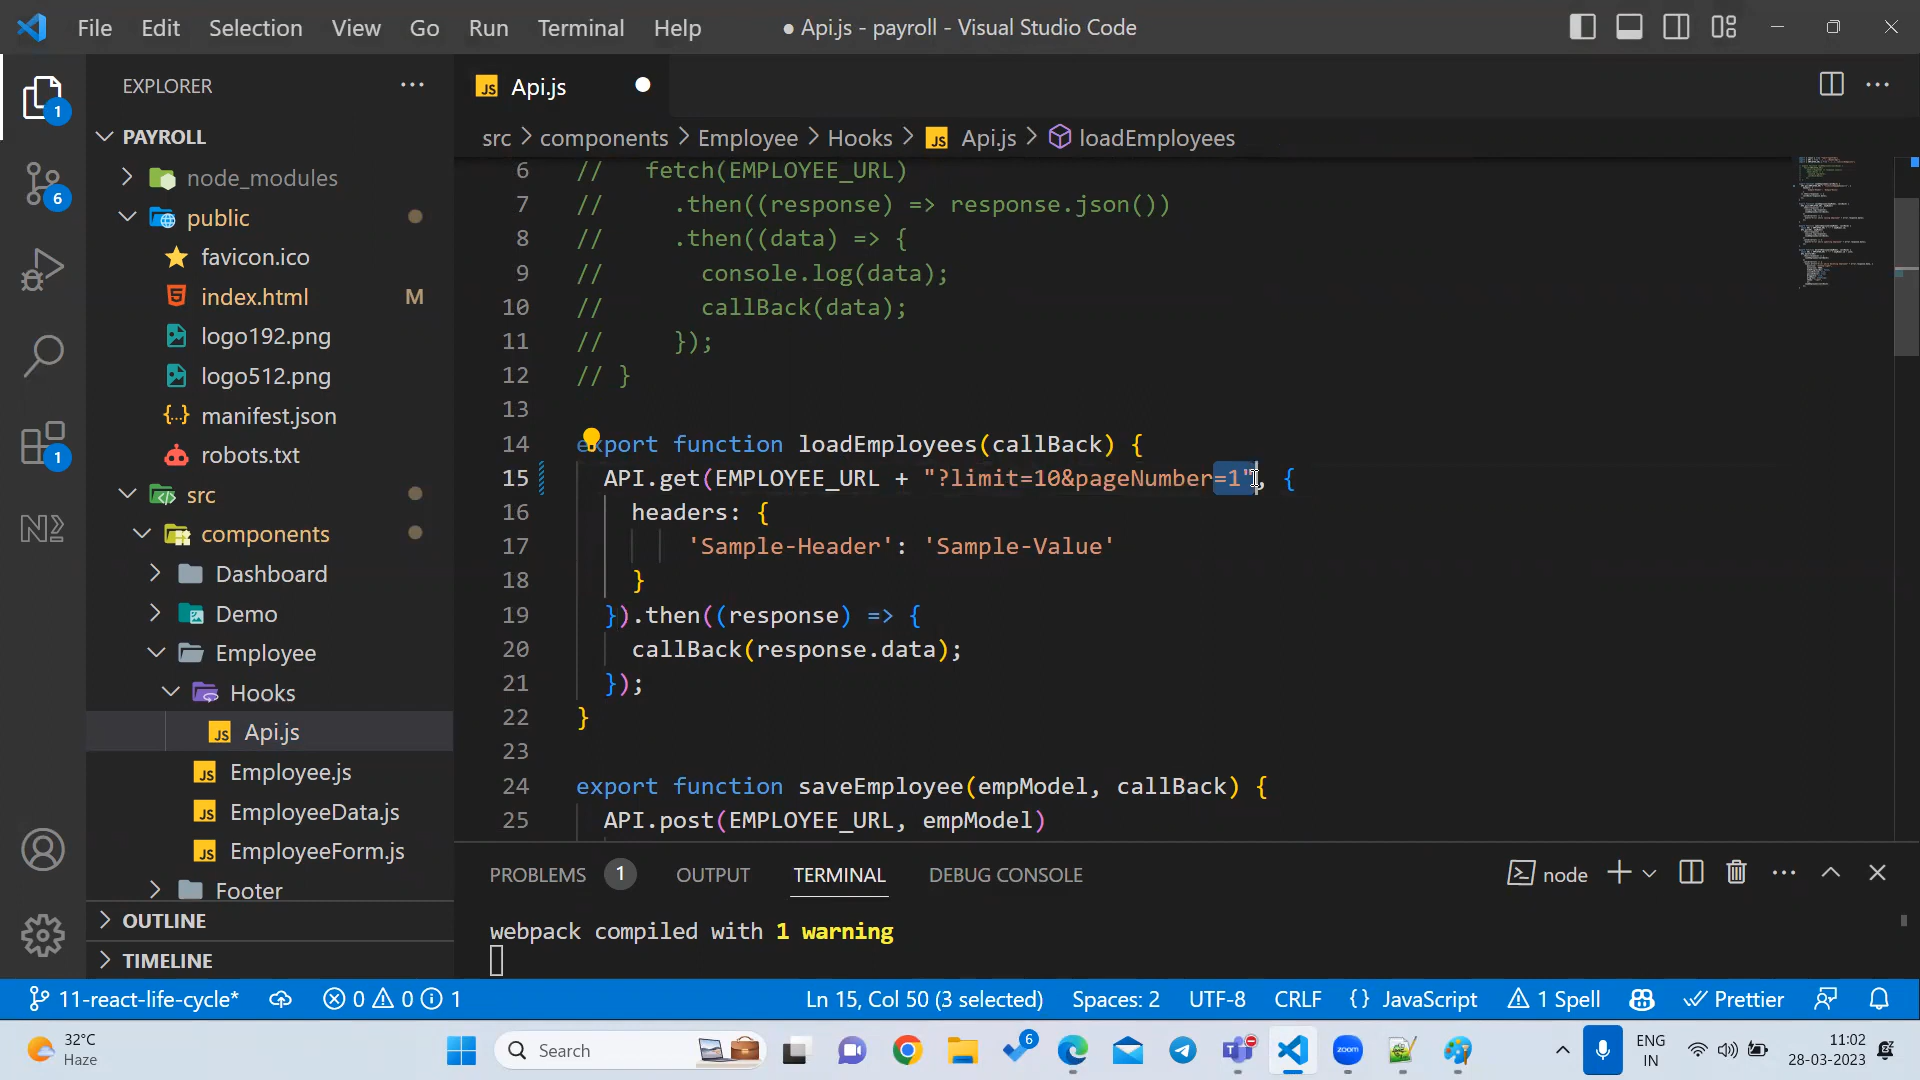 File Edit Selection View Go Run Terminal Help
● Api.js - payroll - Visual Studio Code
EXPLORER
PAYROLL
node_modules
public
favicon.ico
index.html M
logo192.png
logo512.png
manifest.json
robots.txt
src
components
Dashboard
Demo
Employee
Hooks
Api.js
Employee.js
EmployeeData.js
EmployeeForm.js
Footer
OUTLINE
TIMELINE
1
6
1
JS Api.js
src > components > Employee > Hooks > JS Api.js > loadEmployees
6 // fetch(EMPLOYEE_URL)
7 // .then((response) => response.json())
8 // .then((data) => {
9 // console.log(data);
10 // callBack(data);
11 // });
12 // }
13
14 export function loadEmployees(callBack) {
15 API.get(EMPLOYEE_URL + "?limit=10&pageNumber=1", {
16 headers: {
17 'Sample-Header': 'Sample-Value'
18 }
19 }).then((response) => {
20 callBack(response.data);
21 });
22 }
23
24 export function saveEmployee(empModel, callBack) {
25 API.post(EMPLOYEE_URL, empModel)
PROBLEMS 1 OUTPUT TERMINAL DEBUG CONSOLE
node
webpack compiled with 1 warning
11-react-life-cycle* 0 0 1
Ln 15, Col 50 (3 selected) Spaces: 2 UTF-8 CRLF {} JavaScript 1 Spell Prettier
32°C
Haze
Search
6
zoom
ENG
IN
11:02
28-03-2023